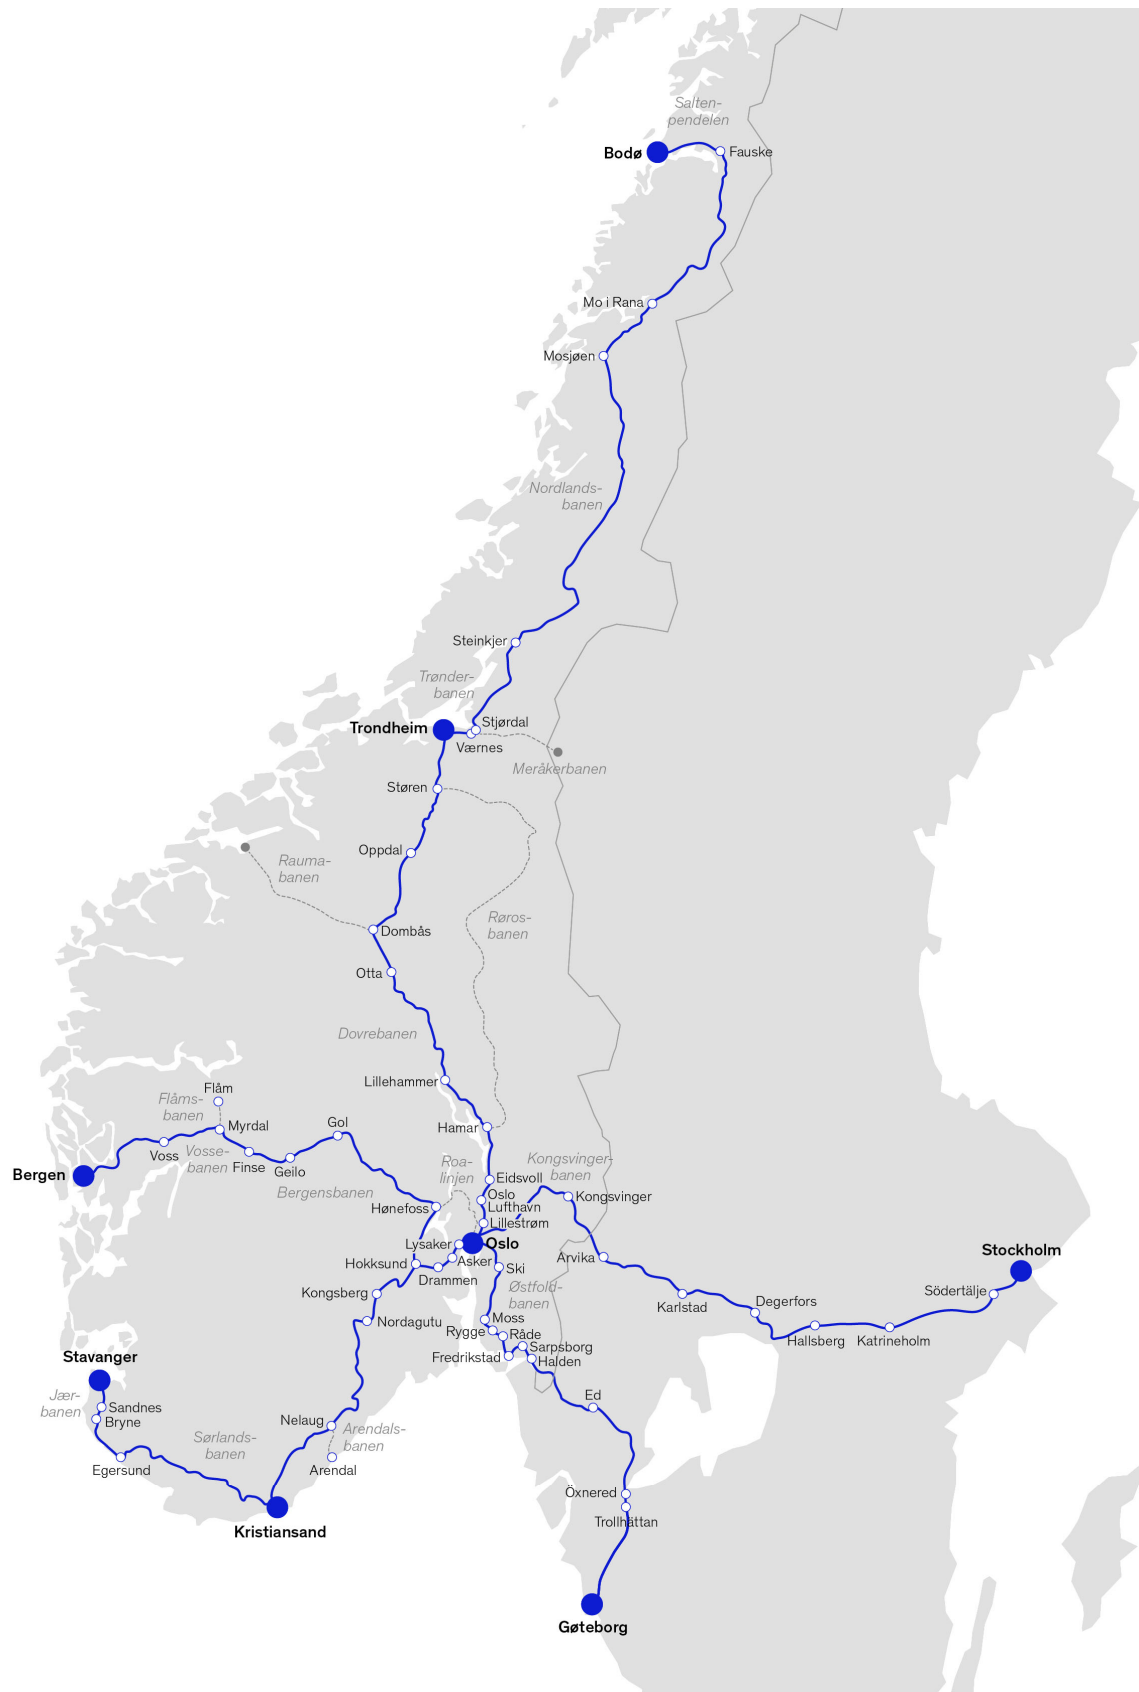 Salten-
pendelen
Bodø
Fauske
Mo i Rana
Mosjøen
Nordlands-
banen
Steinkjer
Trønder-
banen
Trondheim
Stjørdal
Værnes
Meråkerbanen
Støren
Oppdal
Rauma-
banen
Røros-
banen
Dombås
Otta
Dovrebanen
Lillehammer
Flåm
Flåms-
banen
Myrdal
Gol
Hamar
Voss
Vosse-
banen
Finse
Geilo
Bergen
Bergensbanen
Roa-
linjen
Kongsvinger-
banen
Eidsvoll
Oslo
Lufthavn
Kongsvinger
Hønefoss
Lillestrøm
Lysaker
Oslo
Asker
Hokksund
Drammen
Ski
Arvika
Stockholm
Södertälje
Kongsberg
Østfold-
banen
Karlstad
Degerfors
Nordagutu
Moss
Rygge
Råde
Hallsberg
Katrineholm
Sarpsborg
Fredrikstad
Halden
Stavanger
Jær-
banen
Sandnes
Bryne
Ed
Nelaug
Arendals-
banen
Sørlands-
banen
Egersund
Arendal
Öxnered
Trollhättan
Kristiansand
Gøteborg